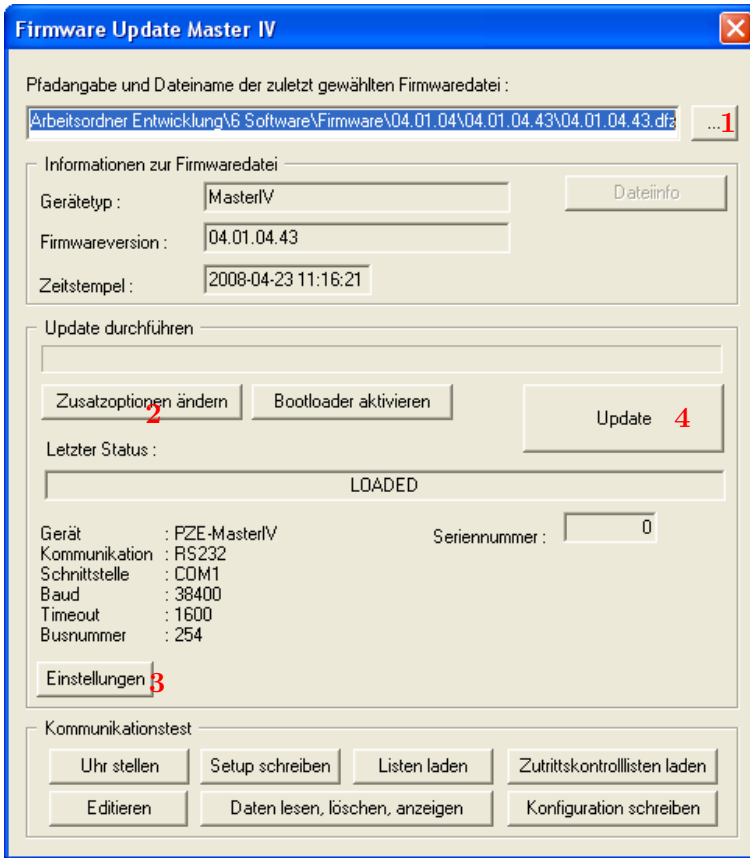 Firmware Update Master IV
Pfadangabe und Dateiname der zuletzt gewählten Firmwaredatei :
Arbeitsordner Entwicklung\6 Software\Firmware\04.01.04\04.01.04.43\04.01.04.43.dfz
...1
Informationen zur Firmwaredatei
Gerätetyp : MasterIV Dateiinfo
Firmwareversion : 04.01.04.43
Zeitstempel : 2008-04-23 11:16:21
Update durchführen
Zusatzoptionen ändern 2 Bootloader aktivieren Update 4
Letzter Status :
LOADED
Gerät : PZE-MasterIV Seriennummer : 0
Kommunikation : RS232
Schnittstelle : COM1
Baud : 38400
Timeout : 1600
Busnummer : 254
Einstellungen 3
Kommunikationstest
Uhr stellen Setup schreiben Listen laden Zutrittskontrolllisten laden
Editieren Daten lesen, löschen, anzeigen Konfiguration schreiben